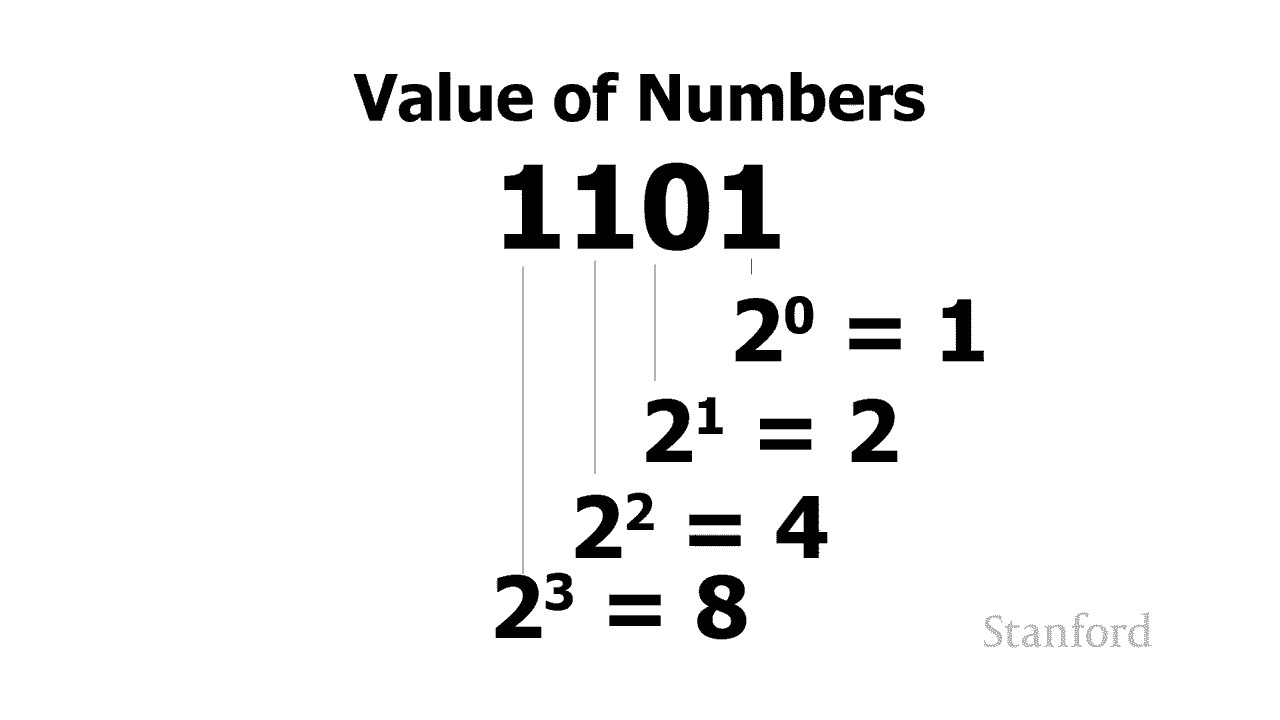 Value of Numbers
1101
2⁰ = 1
2¹ = 2
2² = 4
2³ = 8
Stanford